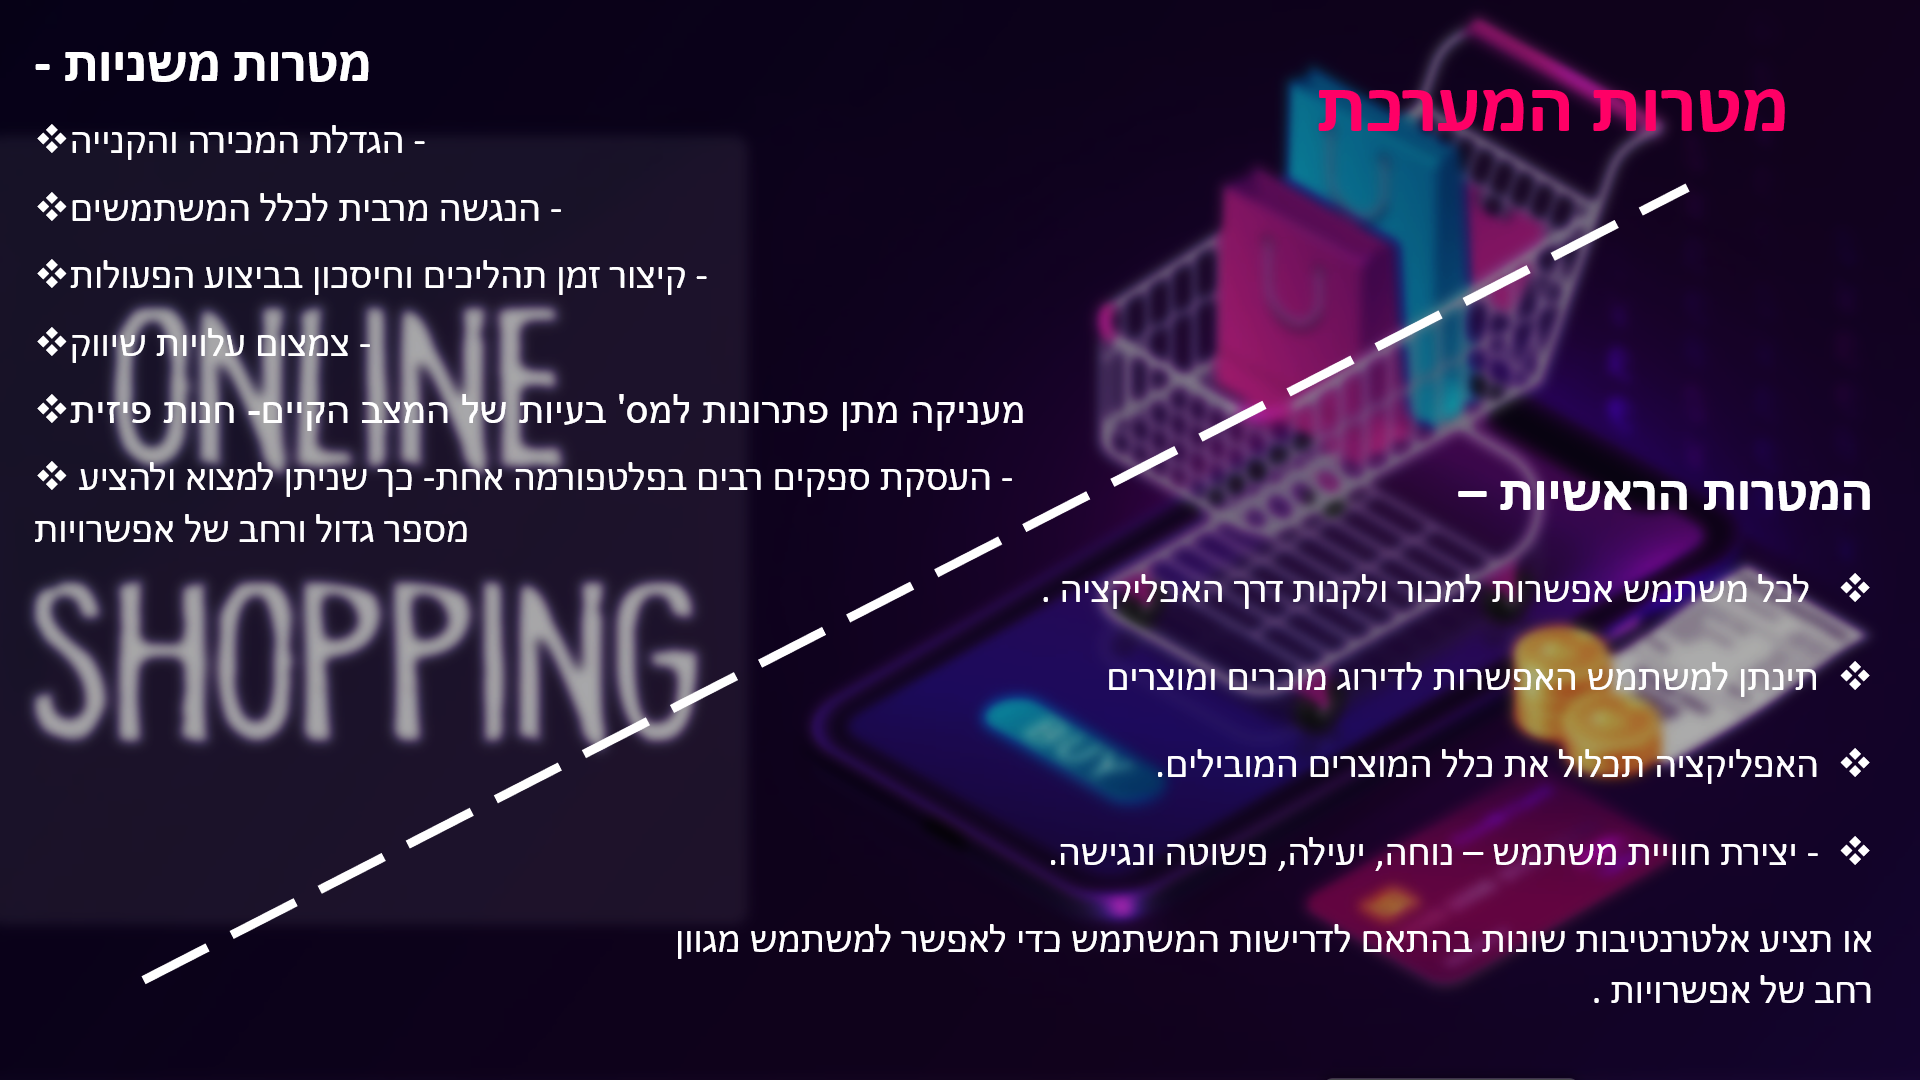 מטרות המערכת
המטרות הראשיות –
❖ לכל משתמש אפשרות למכור ולקנות דרך האפליקציה .
❖ תינתן למשתמש האפשרות לדירוג מוכרים ומוצרים
❖ האפליקציה תכלול את כלל המוצרים המובילים.
❖ - יצירת חוויית משתמש – נוחה, יעילה, פשוטה ונגישה.
או תציע אלטרנטיבות שונות בהתאם לדרישות המשתמש כדי לאפשר למשתמש מגוון
רחב של אפשרויות .
מטרות משניות -
❖ - הגדלת המכירה והקנייה
❖ - הנגשה מרבית לכלל המשתמשים
❖ - קיצור זמן תהליכים וחיסכון בביצוע הפעולות
❖ - צמצום עלויות שיווק
❖ מעניקה מתן פתרונות למס' בעיות של המצב הקיים- חנות פיזית
❖ - העסקת ספקים רבים בפלטפורמה אחת- כך שניתן למצוא ולהציע
מספר גדול ורחב של אפשרויות
ONLINE
SHOPPING
BUY